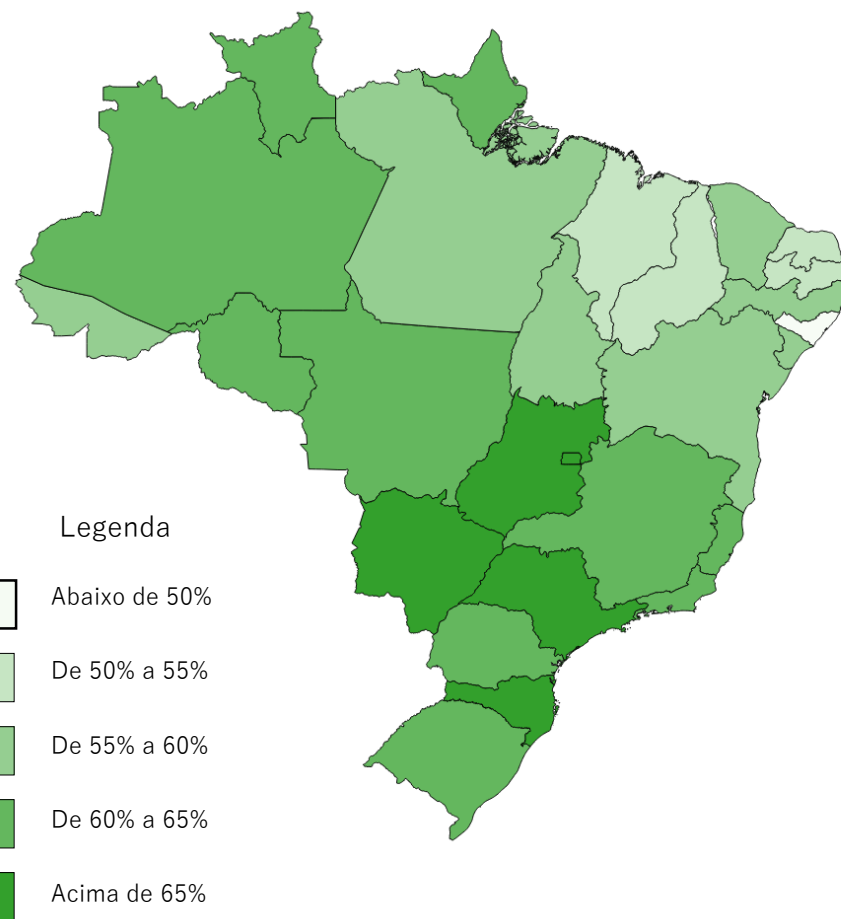 Legenda
Abaixo de 50%
De 50% a 55%
De 55% a 60%
De 60% a 65%
Acima de 65%